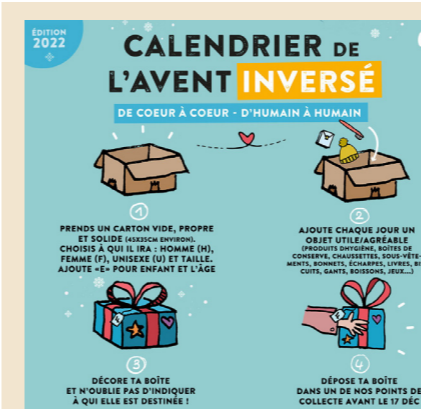 ÉDITION
2022
CALENDRIER DE
L'AVENT INVERSÉ
DE COEUR À COEUR - D'HUMAIN À HUMAIN
1
PRENDS UN CARTON VIDE, PROPRE
ET SOLIDE (45X35CM ENVIRON).
CHOISIS À QUI IL IRA : HOMME (H),
FEMME (F), UNISEXE (U) ET TAILLE.
AJOUTE «E» POUR ENFANT ET L'ÂGE
2
AJOUTE CHAQUE JOUR UN
OBJET UTILE/AGRÉABLE
(PRODUITS D'HYGIÈNE, BOÎTES DE
CONSERVE, CHAUSSETTES, SOUS-VÊTE-
MENTS, BONNETS, ÉCHARPES, LIVRES,
CUITS, GANTS, BOISSONS, JEUX...)
3
DÉCORE TA BOÎTE
ET N'OUBLIE PAS D'INDIQUER
À QUI ELLE EST DESTINÉE !
4
DÉPOSE TA BOÎTE
DANS UN DE NOS POINTS DE
COLLECTE AVANT LE 17 DÉC